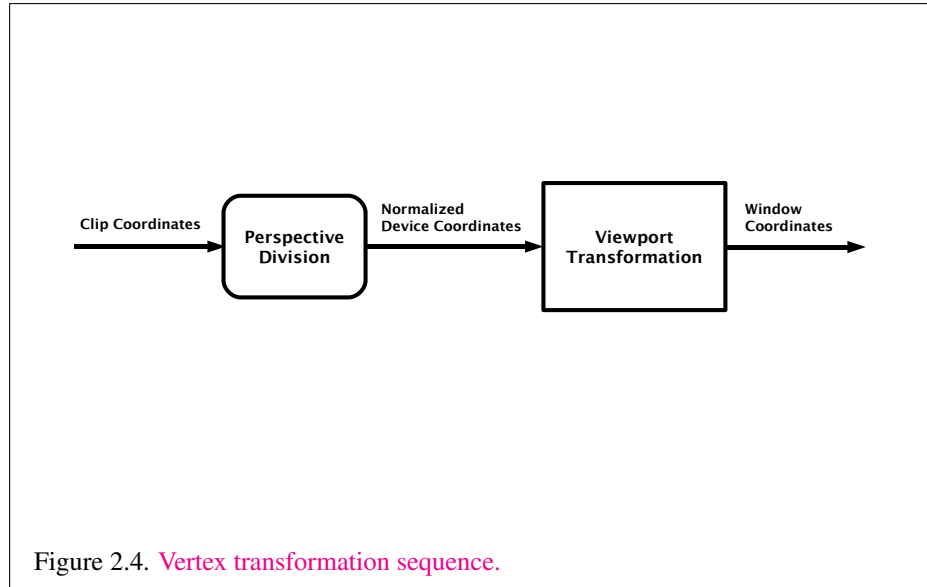 Clip Coordinates
Perspective
Division
Normalized
Device Coordinates
Viewport
Transformation
Window
Coordinates
Figure 2.4. Vertex transformation sequence.